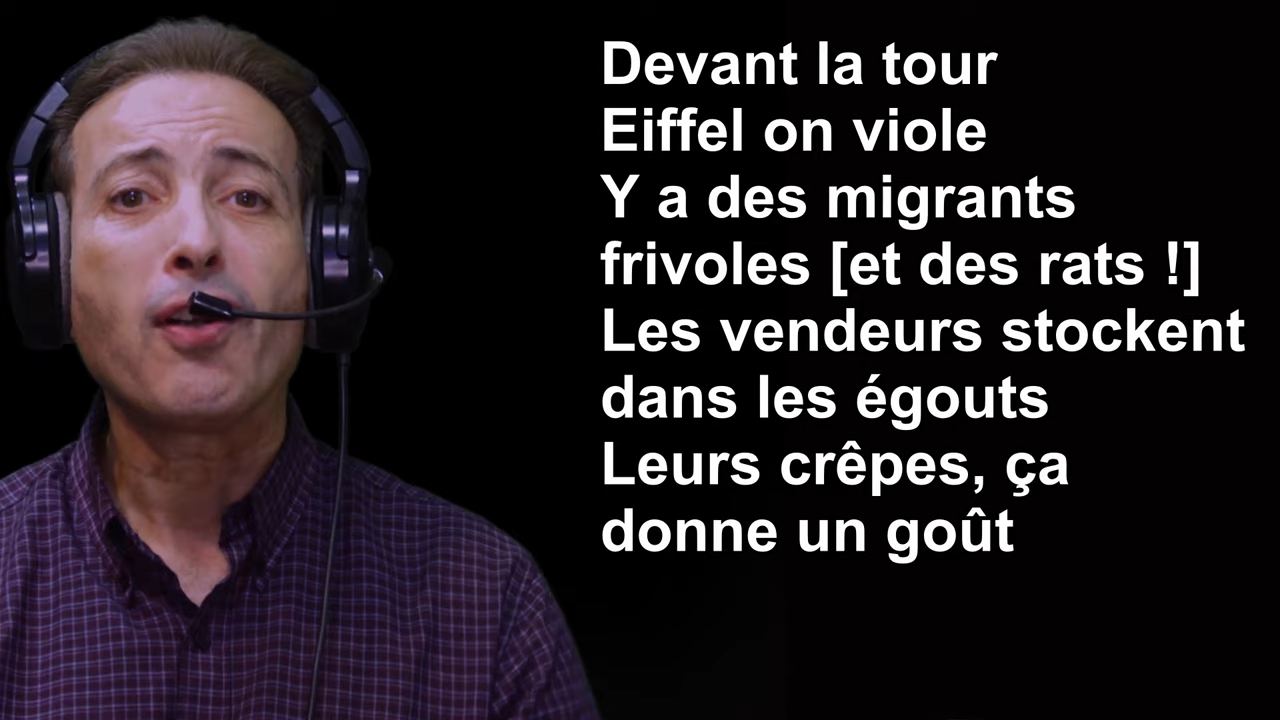 Devant la tour
Eiffel on viole
Y a des migrants
frivoles [et des rats !]
Les vendeurs stockent
dans les égouts
Leurs crêpes, ça
donne un goût